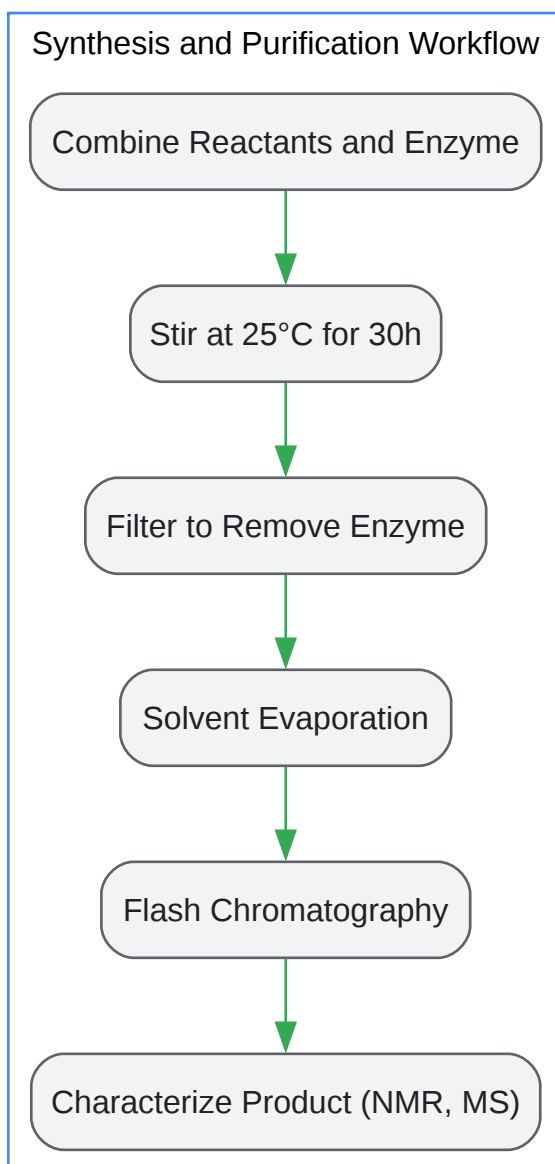 Synthesis and Purification Workflow
Combine Reactants and Enzyme
Stir at 25°C for 30h
Filter to Remove Enzyme
Solvent Evaporation
Flash Chromatography
Characterize Product (NMR, MS)